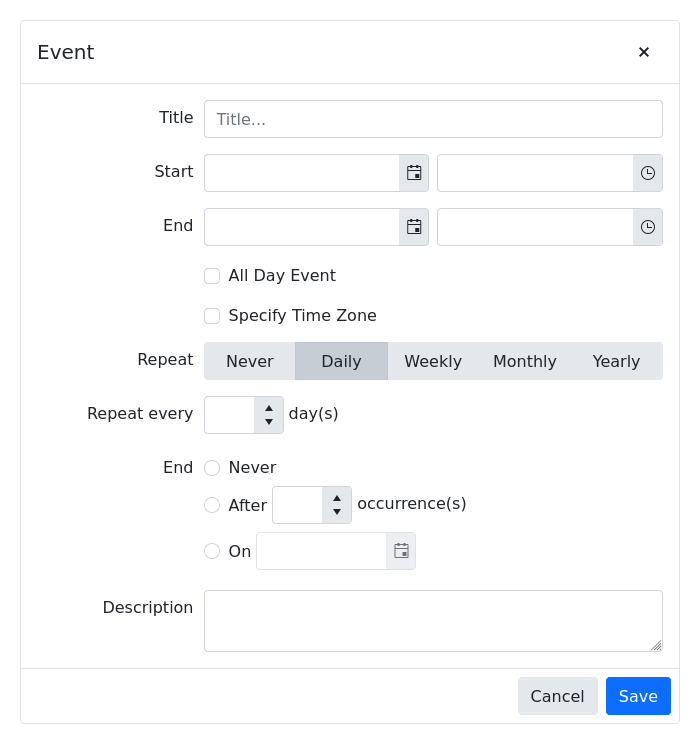 Event
Title Title...
Start
End
All Day Event
Specify Time Zone
Repeat Never Daily Weekly Monthly Yearly
Repeat every day(s)
End Never
After occurrence(s)
On
Description
Cancel Save